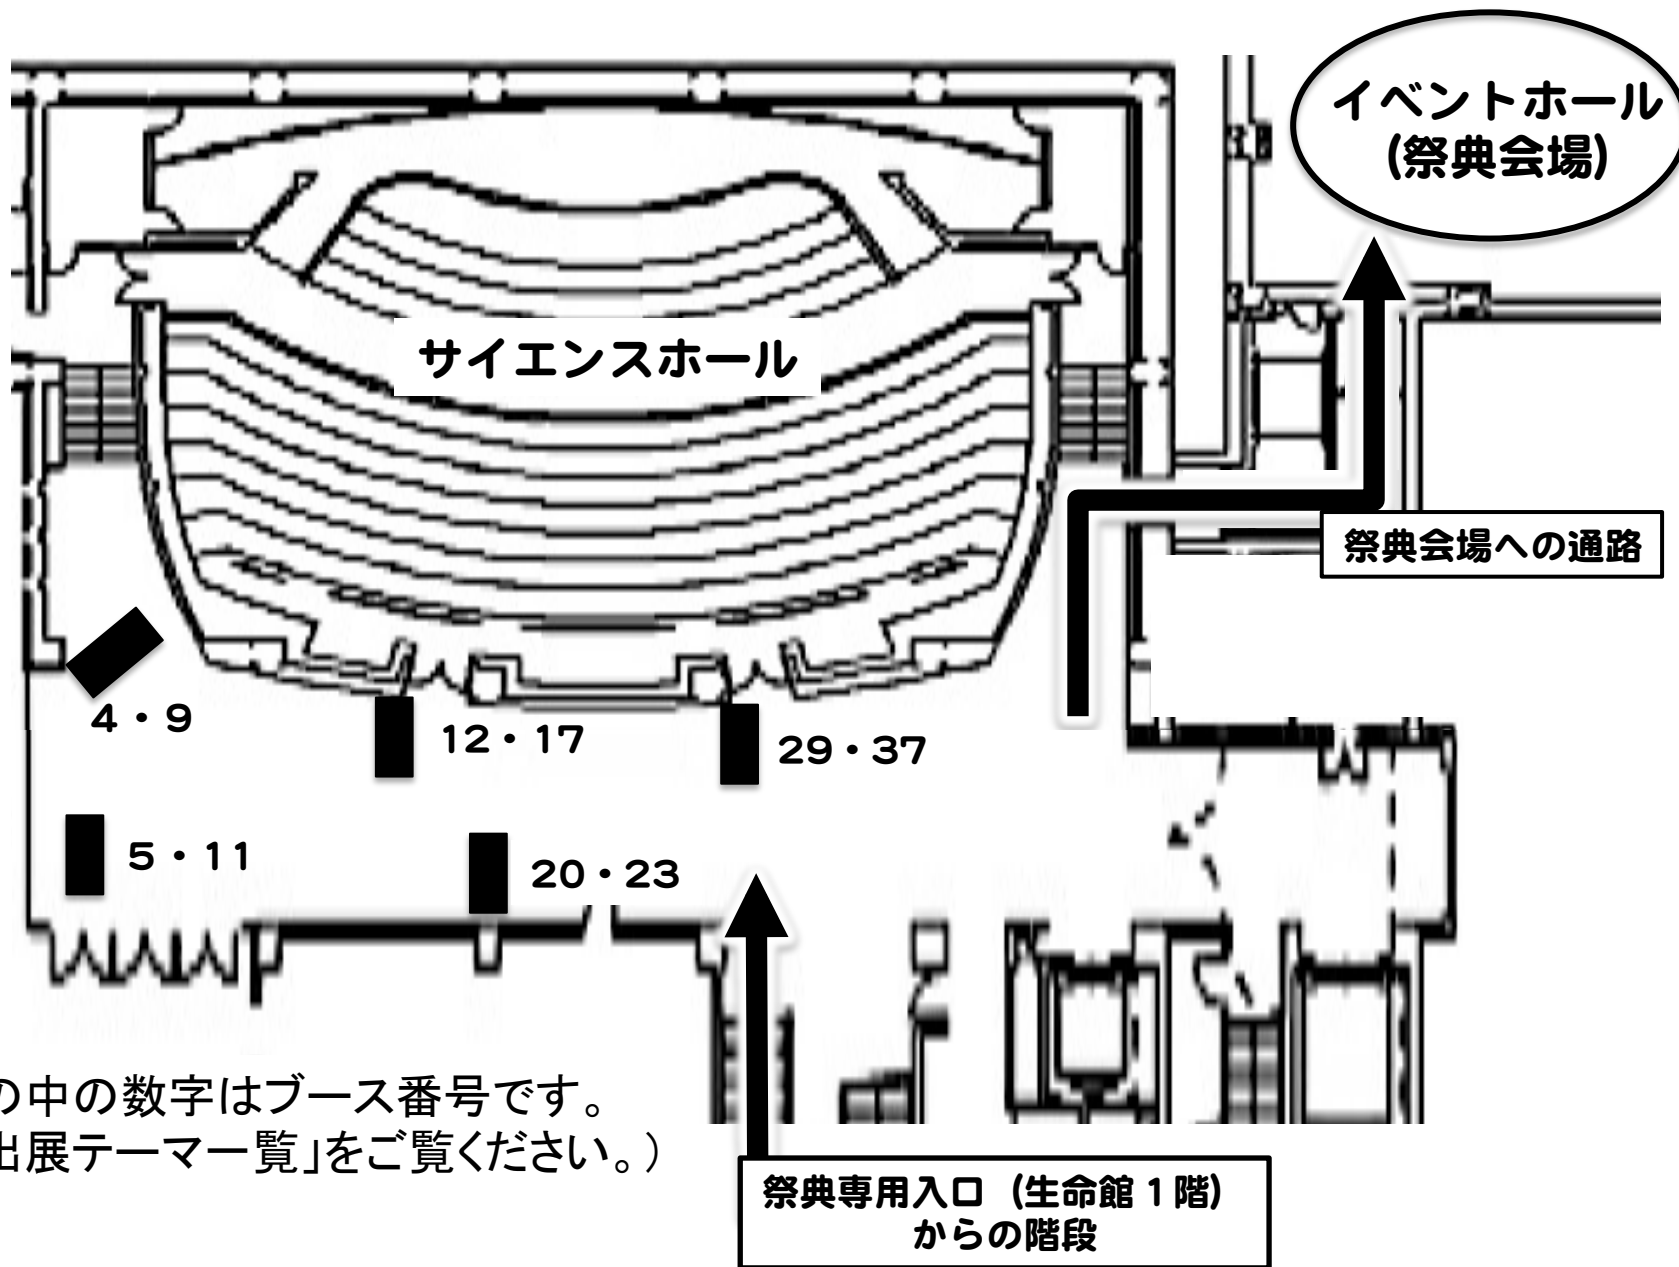 イベントホール
(祭典会場)
サイエンスホール
祭典会場への通路
4・9
12・17
29・37
5・11
20・23
の中の数字はブース番号です。
出展テーマ一覧」をご覧ください。）
祭典専用入口（生命館１階）
からの階段